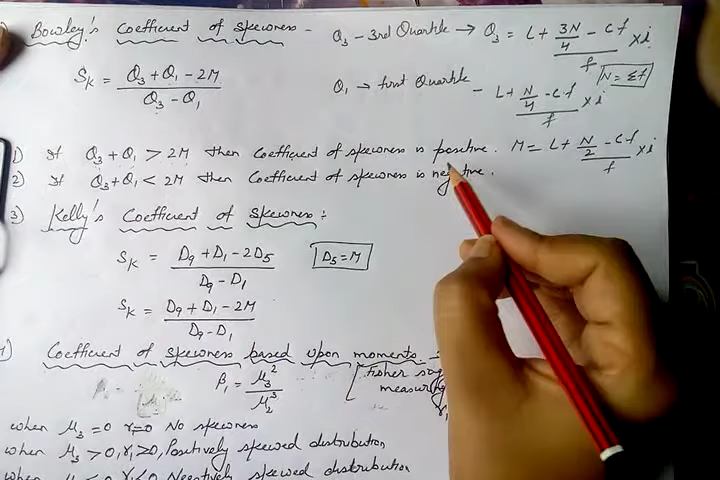 Bowley's Coefficient of Skewness -
Q3 - 3rd Quartile → Q3 = L + (3N/4 - Cf)/f × i
Sk = (Q3 + Q1 - 2M)/(Q3 - Q1)
N = Σf
Q1 → first Quartile - L + (N/4 - C.f)/f × i
1) If Q3 + Q1 > 2M then Coefficient of skewness is positive.
M = L + (N/2 - Cf)/f × i
2) If Q3 + Q1 < 2M then Coefficient of skewness is negative.
3) Kelly's Coefficient of Skewness :-
Sk = (D9 + D1 - 2D5)/(D9 - D1)
D5 = M
Sk = (D9 + D1 - 2M)/(D9 - D1)
Coefficient of skewness based upon moments. -
β1 = μ3²/μ2³
Fisher
measuring
γ1
when μ3 = 0 γ=0 No skewness
when μ3 > 0, γ1 > 0, Positively skewed distribution
when Negatively skewed distribution